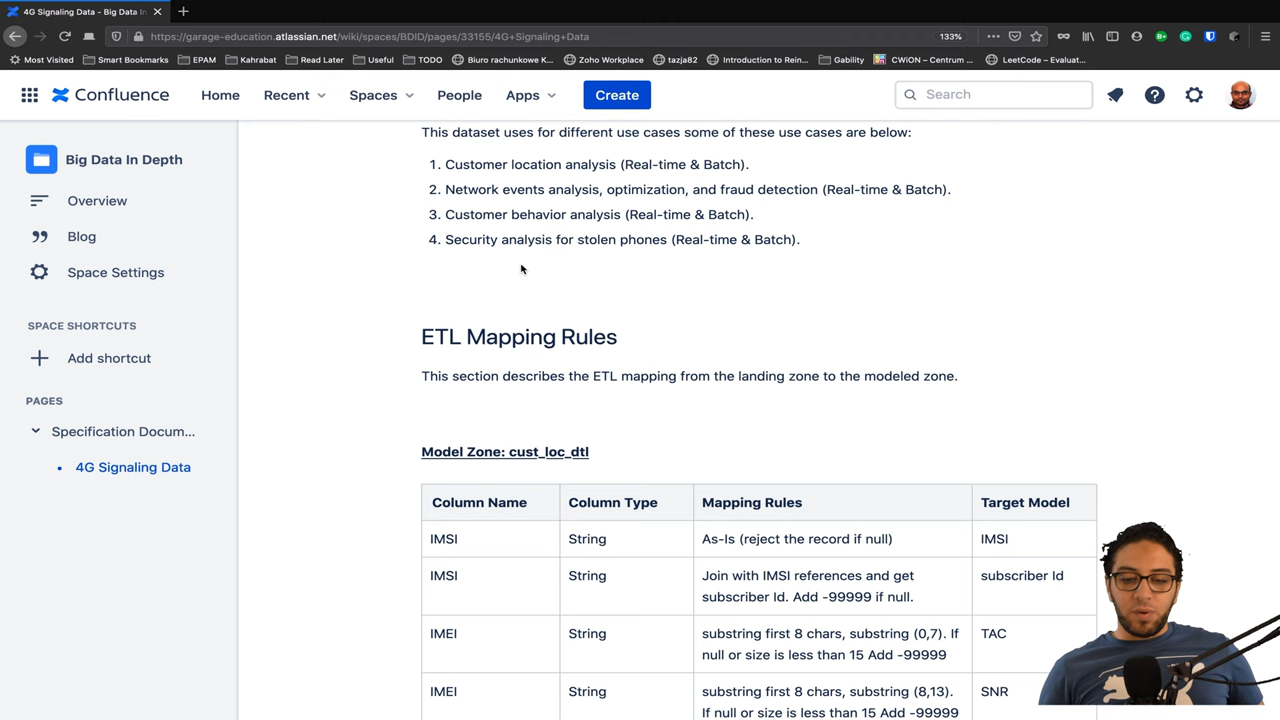 4G Signaling Data - Big Data In
https://garage-education.atlassian.net/wiki/spaces/BDID/pages/33155/4G+Signaling+Data
133%
Most Visited
Smart Bookmarks
EPAM
Kahrabat
Read Later
Useful
TODO
Biuro rachunkowe K...
Zoho Workplace
tazja82
Introduction to Rein...
Gability
CWiON – Centrum ...
LeetCode – Evaluat...
Confluence
Home
Recent
Spaces
People
Apps
Create
Search
Big Data In Depth
Overview
Blog
Space Settings
SPACE SHORTCUTS
Add shortcut
PAGES
Specification Docum...
4G Signaling Data
This dataset uses for different use cases some of these use cases are below:
1. Customer location analysis (Real-time & Batch).
2. Network events analysis, optimization, and fraud detection (Real-time & Batch).
3. Customer behavior analysis (Real-time & Batch).
4. Security analysis for stolen phones (Real-time & Batch).
ETL Mapping Rules
This section describes the ETL mapping from the landing zone to the modeled zone.
Model Zone: cust_loc_dtl
Column Name Column Type Mapping Rules Target Model
IMSI String As-Is (reject the record if null) IMSI
IMSI String Join with IMSI references and get subscriber Id
subscriber Id. Add -99999 if null.
IMEI String substring first 8 chars, substring (0,7). If TAC
null or size is less than 15 Add -99999
IMEI String substring first 8 chars, substring (8,13). SNR
If null or size is less than 15 Add -99999